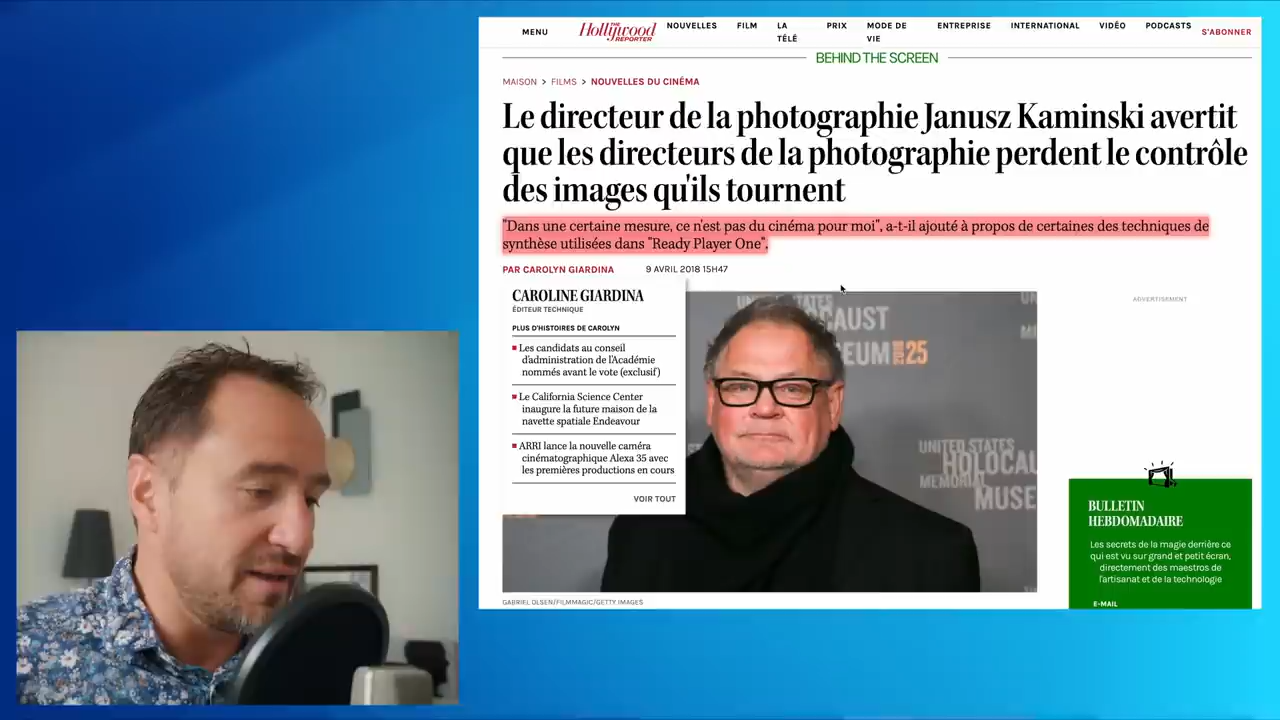 MENU
THE
Hollywood
REPORTER
NOUVELLES
FILM
LA
TÉLÉ
PRIX
MODE DE
VIE
ENTREPRISE
INTERNATIONAL
VIDÉO
PODCASTS
S'ABONNER
BEHIND THE SCREEN
MAISON > FILMS > NOUVELLES DU CINÉMA
Le directeur de la photographie Janusz Kaminski avertit
que les directeurs de la photographie perdent le contrôle
des images qu'ils tournent
"Dans une certaine mesure, ce n'est pas du cinéma pour moi", a-t-il ajouté à propos de certaines des techniques de
synthèse utilisées dans "Ready Player One".
PAR CAROLYN GIARDINA 9 AVRIL 2018 15H47
CAROLINE GIARDINA
ÉDITEUR TECHNIQUE
PLUS D'HISTOIRES DE CAROLYN
Les candidats au conseil
d'administration de l'Académie
nommés avant le vote (exclusif)
Le California Science Center
inaugure la future maison de la
navette spatiale Endeavour
ARRI lance la nouvelle caméra
cinématographique Alexa 35 avec
les premières productions en cours
VOIR TOUT
UNITED STATES
CAUST
EUM 25
UNITED STATES
HOLOCAU
MEMORIAL
MUSE
GABRIEL OLSEN/FILMMAGIC/GETTY IMAGES
ADVERTISEMENT
BULLETIN
HEBDOMADAIRE
Les secrets de la magie derrière ce
qui est vu sur grand et petit écran,
directement des maestros de
l'artisanat et de la technologie
E-MAIL